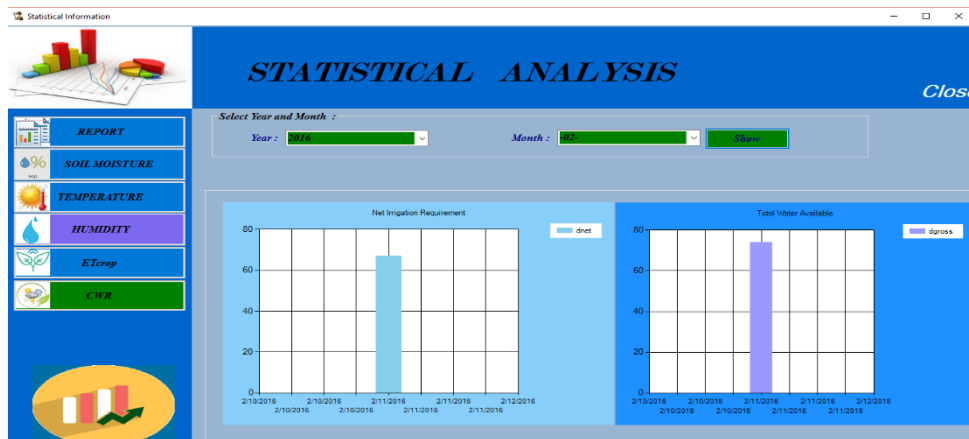 Statistical Information
STATISTICAL ANALYSIS
Close
Select Year and Month :
Year : 2016 Month : -02- Show
REPORT
SOIL MOISTURE
TEMPERATURE
HUMIDITY
ETcrop
CWR
Net Irrigation Requirement
dnet
80
60
40
20
0
2/10/2016 2/10/2016 2/11/2016 2/11/2016 2/12/2016
2/10/2016 2/10/2016 2/11/2016 2/11/2016
Totol Water Available
dgross
80
60
40
20
0
2/10/2016 2/10/2016 2/11/2016 2/11/2016 2/12/2016
2/10/2016 2/10/2016 2/11/2016 2/11/2016